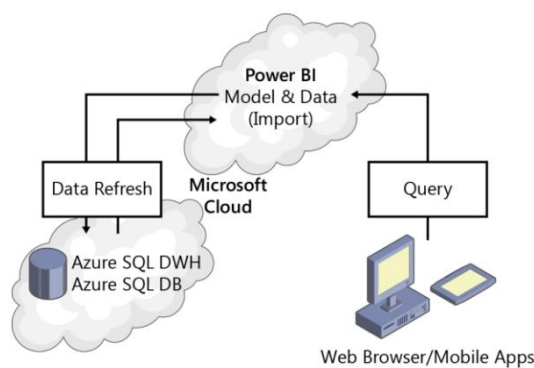 Power BI
Model & Data
(Import)
Data Refresh
Microsoft
Cloud
Query
Azure SQL DWH
Azure SQL DB
Web Browser/Mobile Apps